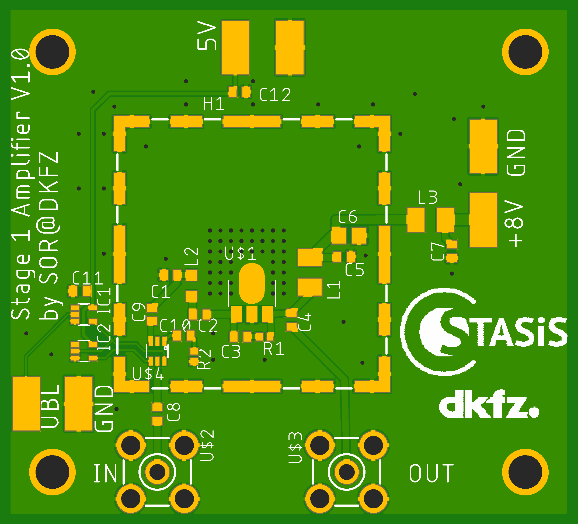 Stage 1 Amplifier V1.0
by SOR@DKFZ
5V
H1
C12
GND
+8V
L3
C7
C6
C5
U$1
L2
C1
L1
C11
IC1
C9
C2
C4
C10
IC2
C3
R1
R2
U$4
STASiS
UBL
GND
C8
dkfz.
U$2
U$3
IN
OUT